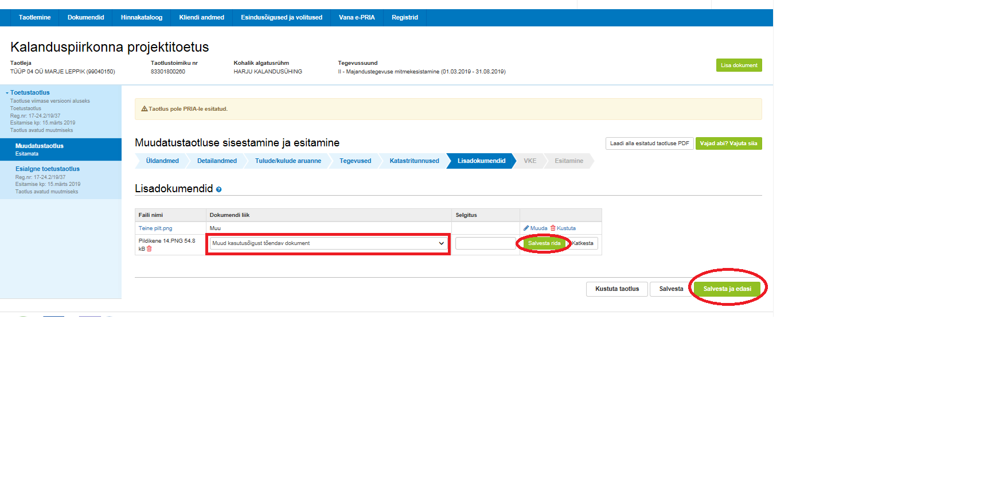 Taotlemine Dokumendid Hinnakataloog Kliendi andmed Esindusõigused ja volitused Vana e-PRIA Registrid
Kalanduspiirkonna projektitoetus
Taotleja Taotlustoimiku nr Kohalik algatusrühm Tegevussuund
TÜÜP 04 OÜ MARJE LEPPIK (99040150) 83301800260 HARJU KALANDUSÜHING II - Majandustegevuse mitmekesistamine (01.03.2019 - 31.08.2019)
Lisa dokument
Toetustaotlus
Taotluse viimase versiooni aluseks
Toetustaotlus
Reg.nr: 17-24.2/19/37
Esitamise kp: 15.märts 2019
Taotlus avatud muutmiseks
Muudatustaotlus
Esitamata
Esialgne toetustaotlus
Reg.nr: 17-24.2/19/37
Esitamise kp: 15.märts 2019
Taotlus avatud muutmiseks
Taotlus pole PRIA-le esitatud.
Muudatustaotluse sisestamine ja esitamine
Laadi alla esitatud taotluse PDF Vajad abi? Vajuta siia
Üldandmed Detailandmed Tulude/kulude aruanne Tegevused Katastritunnused Lisadokumendid VKE Esitamine
Lisadokumendid ?
Faili nimi Dokumendi liik Selgitus
Teine pilt.png Muu Muuda Kustuta
Pildikene 14.PNG 54.8
kB
Muud kasutusõigust tõendav dokument Salvesta rida Katkesta
Kustuta taotlus Salvesta Salvesta ja edasi